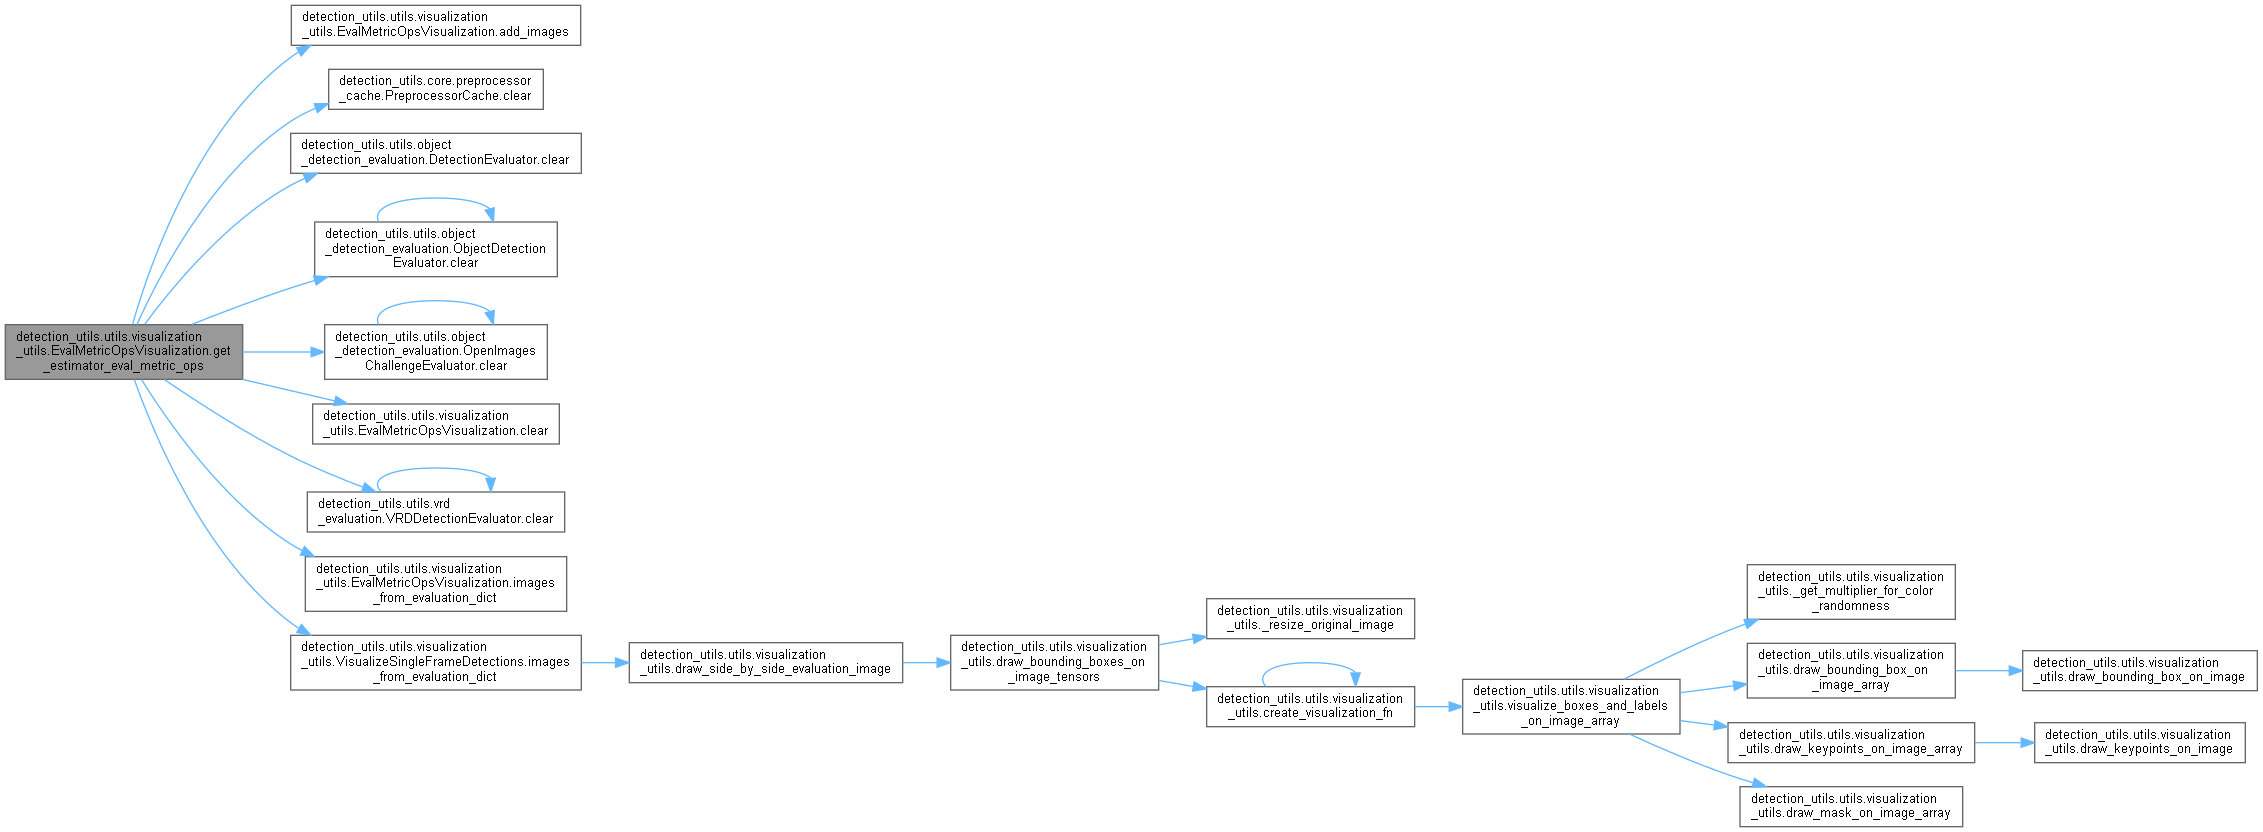 detection_utils.utils.visualization
_utils.EvalMetricOpsVisualization.add_images
detection_utils.core.preprocessor
_cache.PreprocessorCache.clear
detection_utils.utils.object
_detection_evaluation.DetectionEvaluator.clear
detection_utils.utils.object
_detection_evaluation.ObjectDetection
Evaluator.clear
detection_utils.utils.visualization
_utils.EvalMetricOpsVisualization.get
_estimator_eval_metric_ops
detection_utils.utils.object
_detection_evaluation.OpenImages
ChallengeEvaluator.clear
detection_utils.utils.visualization
_utils.EvalMetricOpsVisualization.clear
detection_utils.utils.vrd
_evaluation.VRDDetectionEvaluator.clear
detection_utils.utils.visualization
_utils.EvalMetricOpsVisualization.images
_from_evaluation_dict
detection_utils.utils.visualization
_utils.VisualizeSingleFrameDetections.images
_from_evaluation_dict
detection_utils.utils.visualization
_utils.draw_side_by_side_evaluation_image
detection_utils.utils.visualization
_utils.draw_bounding_boxes_on
_image_tensors
detection_utils.utils.visualization
_utils._resize_original_image
detection_utils.utils.visualization
_utils.create_visualization_fn
detection_utils.utils.visualization
_utils.visualize_boxes_and_labels
_on_image_array
detection_utils.utils.visualization
_utils._get_multiplier_for_color
_randomness
detection_utils.utils.visualization
_utils.draw_bounding_box_on
_image_array
detection_utils.utils.visualization
_utils.draw_bounding_box_on_image
detection_utils.utils.visualization
_utils.draw_keypoints_on_image_array
detection_utils.utils.visualization
_utils.draw_keypoints_on_image
detection_utils.utils.visualization
_utils.draw_mask_on_image_array